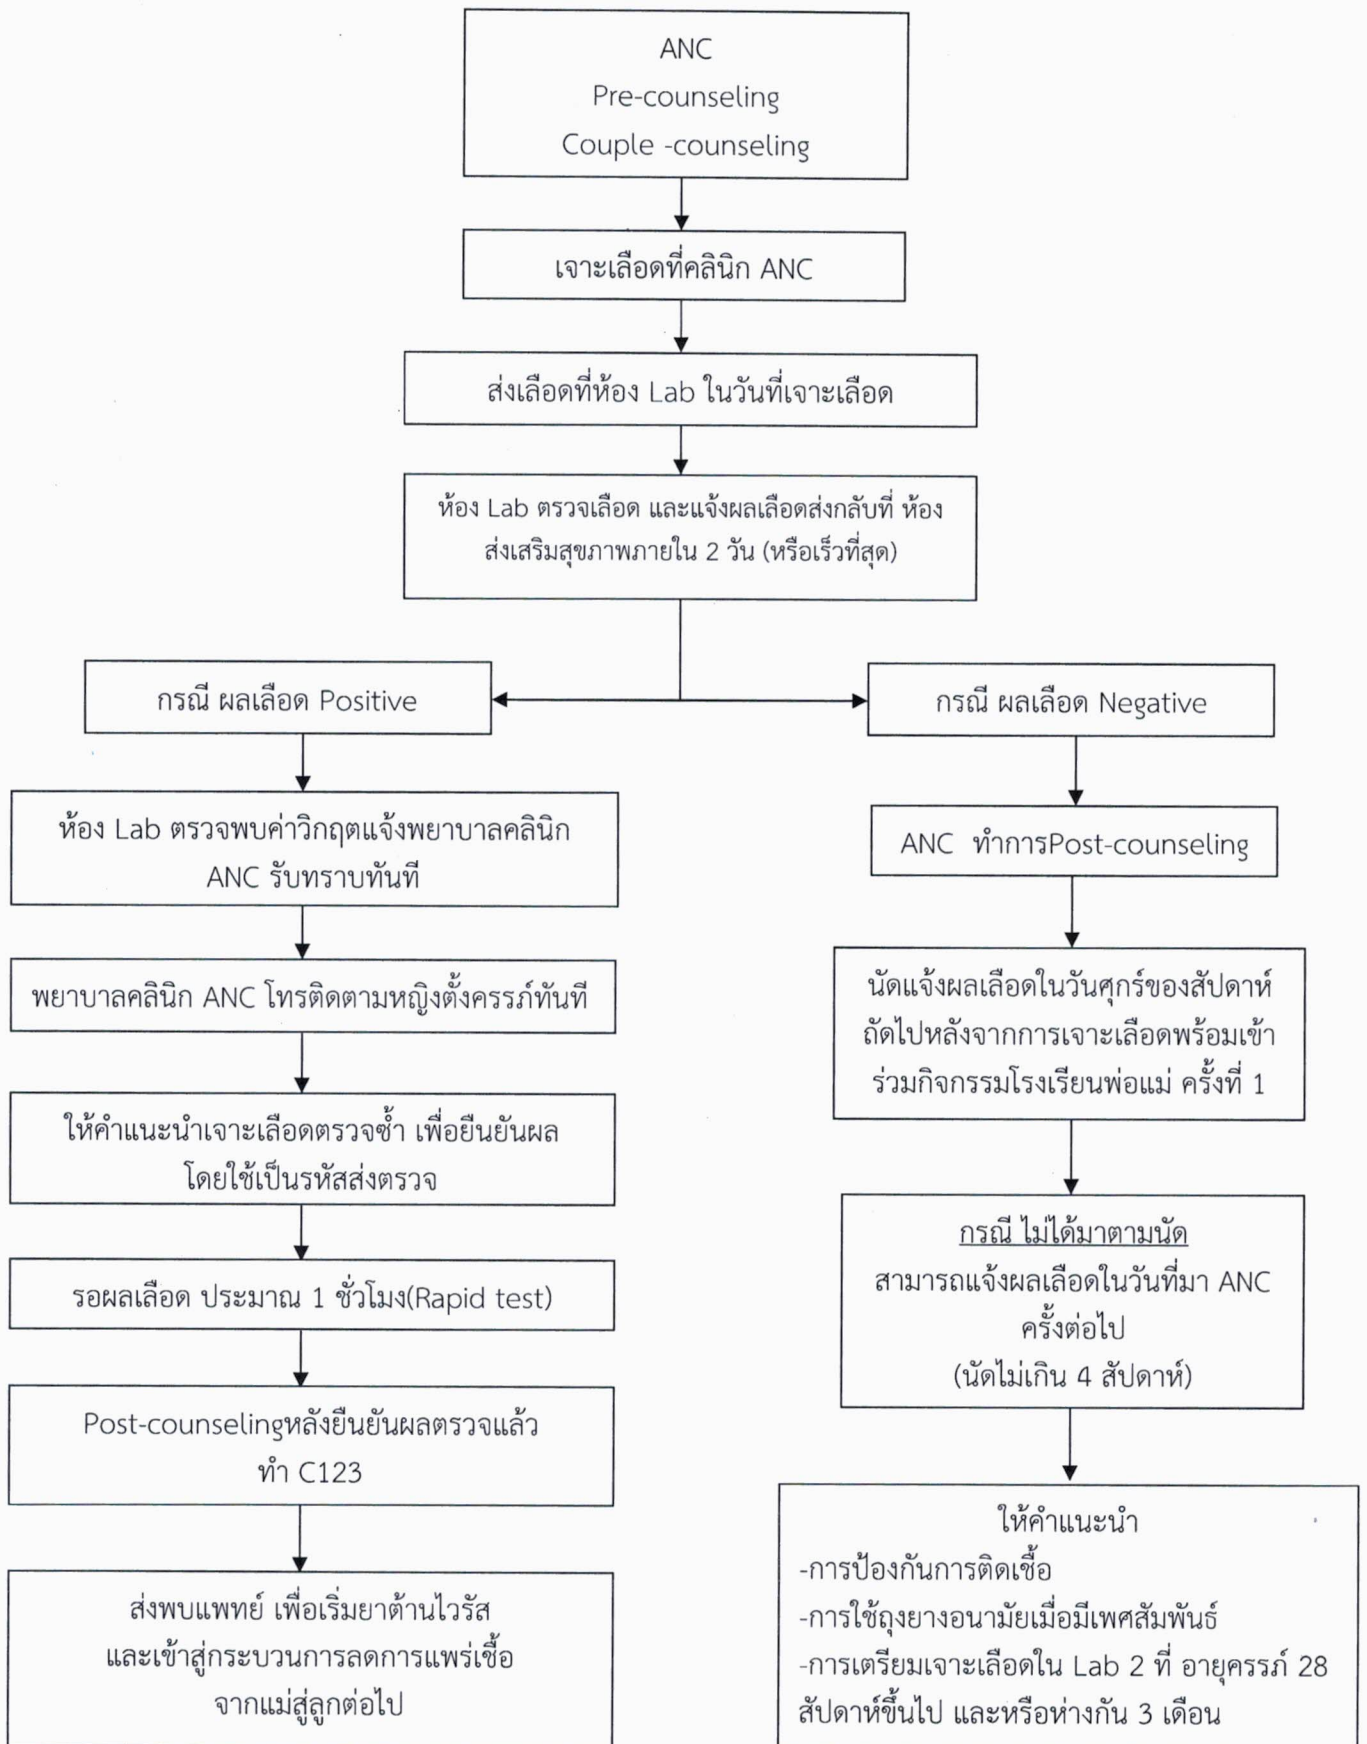 ANC
Pre-counseling
Couple -counseling
เจาะเลือดที่คลินิก ANC
ส่งเลือดที่ห้อง Lab ในวันที่เจาะเลือด
ห้อง Lab ตรวจเลือด และแจ้งผลเลือดส่งกลับที่ ห้อง
ส่งเสริมสุขภาพภายใน 2 วัน (หรือเร็วที่สุด)
กรณี ผลเลือด Positive
ห้อง Lab ตรวจพบค่าวิกฤตแจ้งพยาบาลคลินิก
ANC รับทราบทันที
พยาบาลคลินิก ANC โทรติดตามหญิงตั้งครรภ์ทันที
ให้คำแนะนำเจาะเลือดตรวจซ้ำ เพื่อยืนยันผล
โดยใช้เป็นรหัสส่งตรวจ
รอผลเลือด ประมาณ 1 ชั่วโมง(Rapid test)
Post-counselingหลังยืนยันผลตรวจแล้ว
ทำ C123
ส่งพบแพทย์ เพื่อเริ่มยาต้านไวรัส
และเข้าสู่กระบวนการลดการแพร่เชื้อ
จากแม่สู่ลูกต่อไป
กรณี ผลเลือด Negative
ANC ทำการPost-counseling
นัดแจ้งผลเลือดในวันศุกร์ของสัปดาห์
ถัดไปหลังจากการเจาะเลือดพร้อมเข้า
ร่วมกิจกรรมโรงเรียนพ่อแม่ ครั้งที่ 1
กรณี ไม่ได้มาตามนัด
สามารถแจ้งผลเลือดในวันที่มา ANC
ครั้งต่อไป
(นัดไม่เกิน 4 สัปดาห์)
ให้คำแนะนำ
-การป้องกันการติดเชื้อ
-การใช้ถุงยางอนามัยเมื่อมีเพศสัมพันธ์
-การเตรียมเจาะเลือดใน Lab 2 ที่ อายุครรภ์ 28
สัปดาห์ขึ้นไป และหรือห่างกัน 3 เดือน